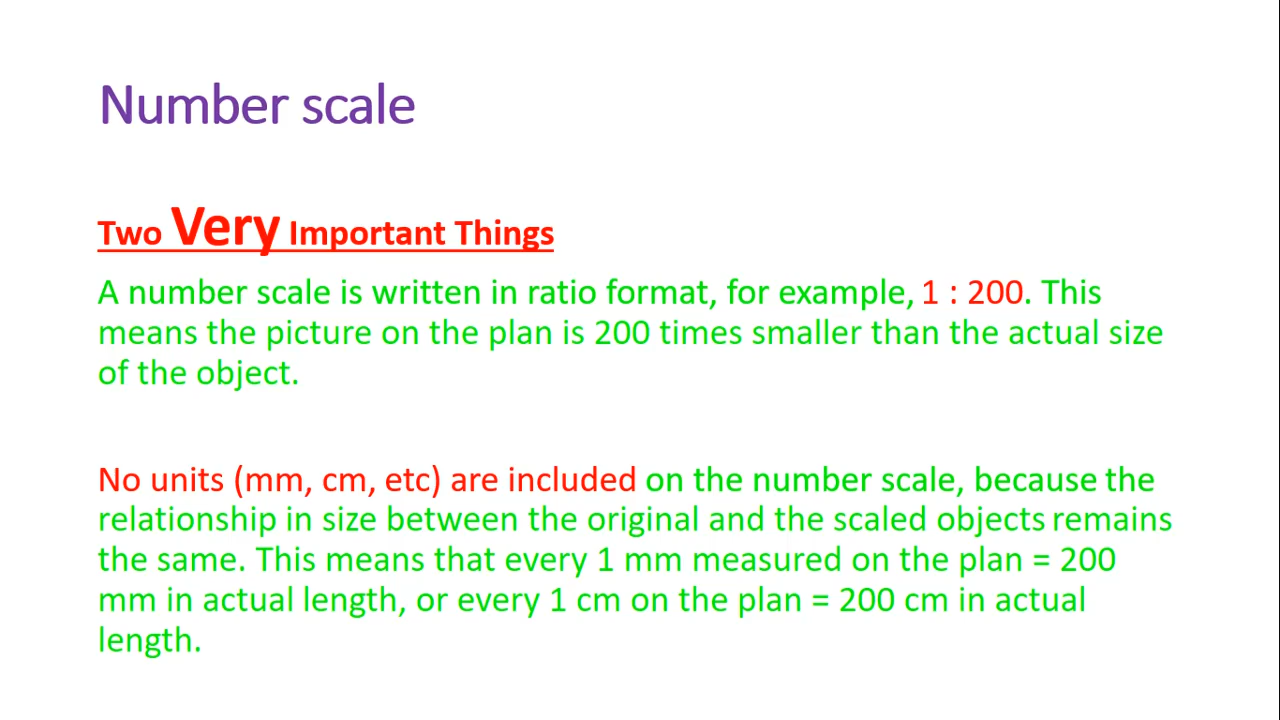 Number scale
Two Very Important Things
A number scale is written in ratio format, for example, 1 : 200. This
means the picture on the plan is 200 times smaller than the actual size
of the object.
No units (mm, cm, etc) are included on the number scale, because the
relationship in size between the original and the scaled objects remains
the same. This means that every 1 mm measured on the plan = 200
mm in actual length, or every 1 cm on the plan = 200 cm in actual
length.